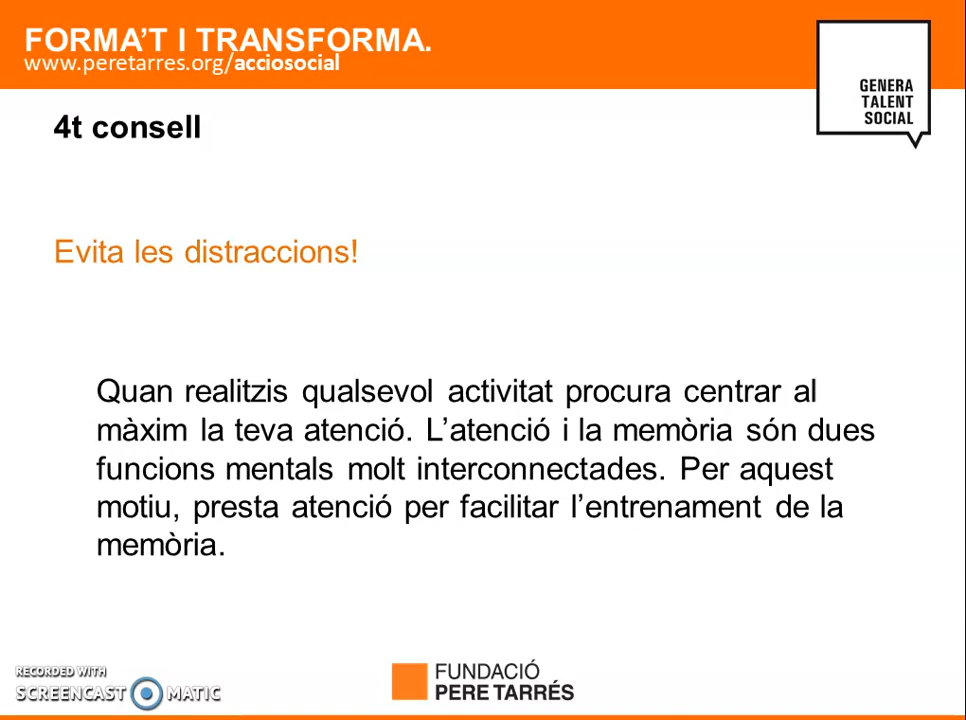 FORMA’T I TRANSFORMA.
www.peretarres.org/acciosocial
GENERA
TALENT
SOCIAL
4t consell
Evita les distraccions!
Quan realitzis qualsevol activitat procura centrar al
màxim la teva atenció. L’atenció i la memòria són dues
funcions mentals molt interconnectades. Per aquest
motiu, presta atenció per facilitar l’entrenament de la
memòria.
RECORDED WITH
SCREENCAST MATIC
FUNDACIÓ
PERE TARRÉS